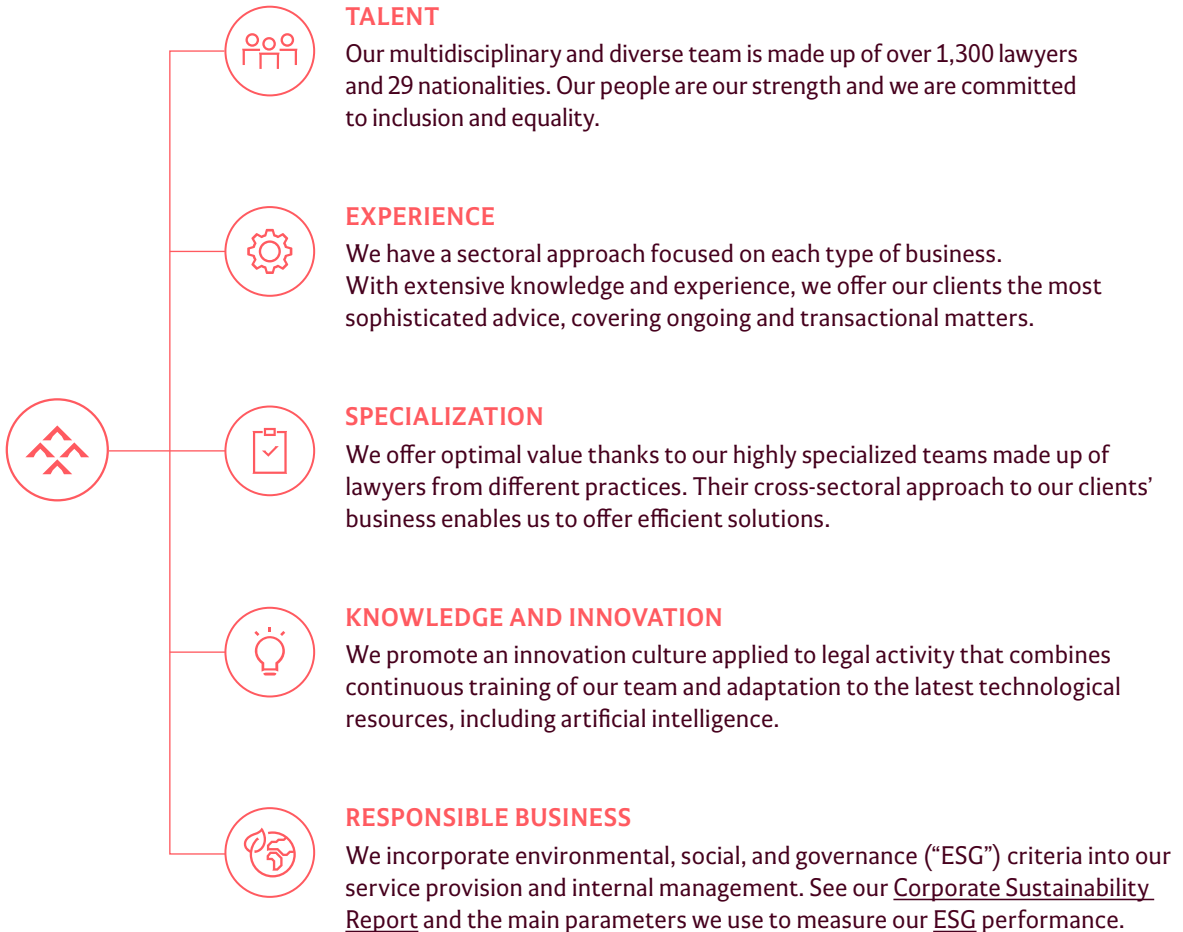 TALENT
Our multidisciplinary and diverse team is made up of over 1,300 lawyers
and 29 nationalities. Our people are our strength and we are committed
to inclusion and equality.
EXPERIENCE
We have a sectoral approach focused on each type of business.
With extensive knowledge and experience, we offer our clients the most
sophisticated advice, covering ongoing and transactional matters.
SPECIALIZATION
We offer optimal value thanks to our highly specialized teams made up of
lawyers from different practices. Their cross-sectoral approach to our clients’
business enables us to offer efficient solutions.
KNOWLEDGE AND INNOVATION
We promote an innovation culture applied to legal activity that combines
continuous training of our team and adaptation to the latest technological
resources, including artificial intelligence.
RESPONSIBLE BUSINESS
We incorporate environmental, social, and governance (“ESG”) criteria into our
service provision and internal management. See our Corporate Sustainability
Report and the main parameters we use to measure our ESG performance.